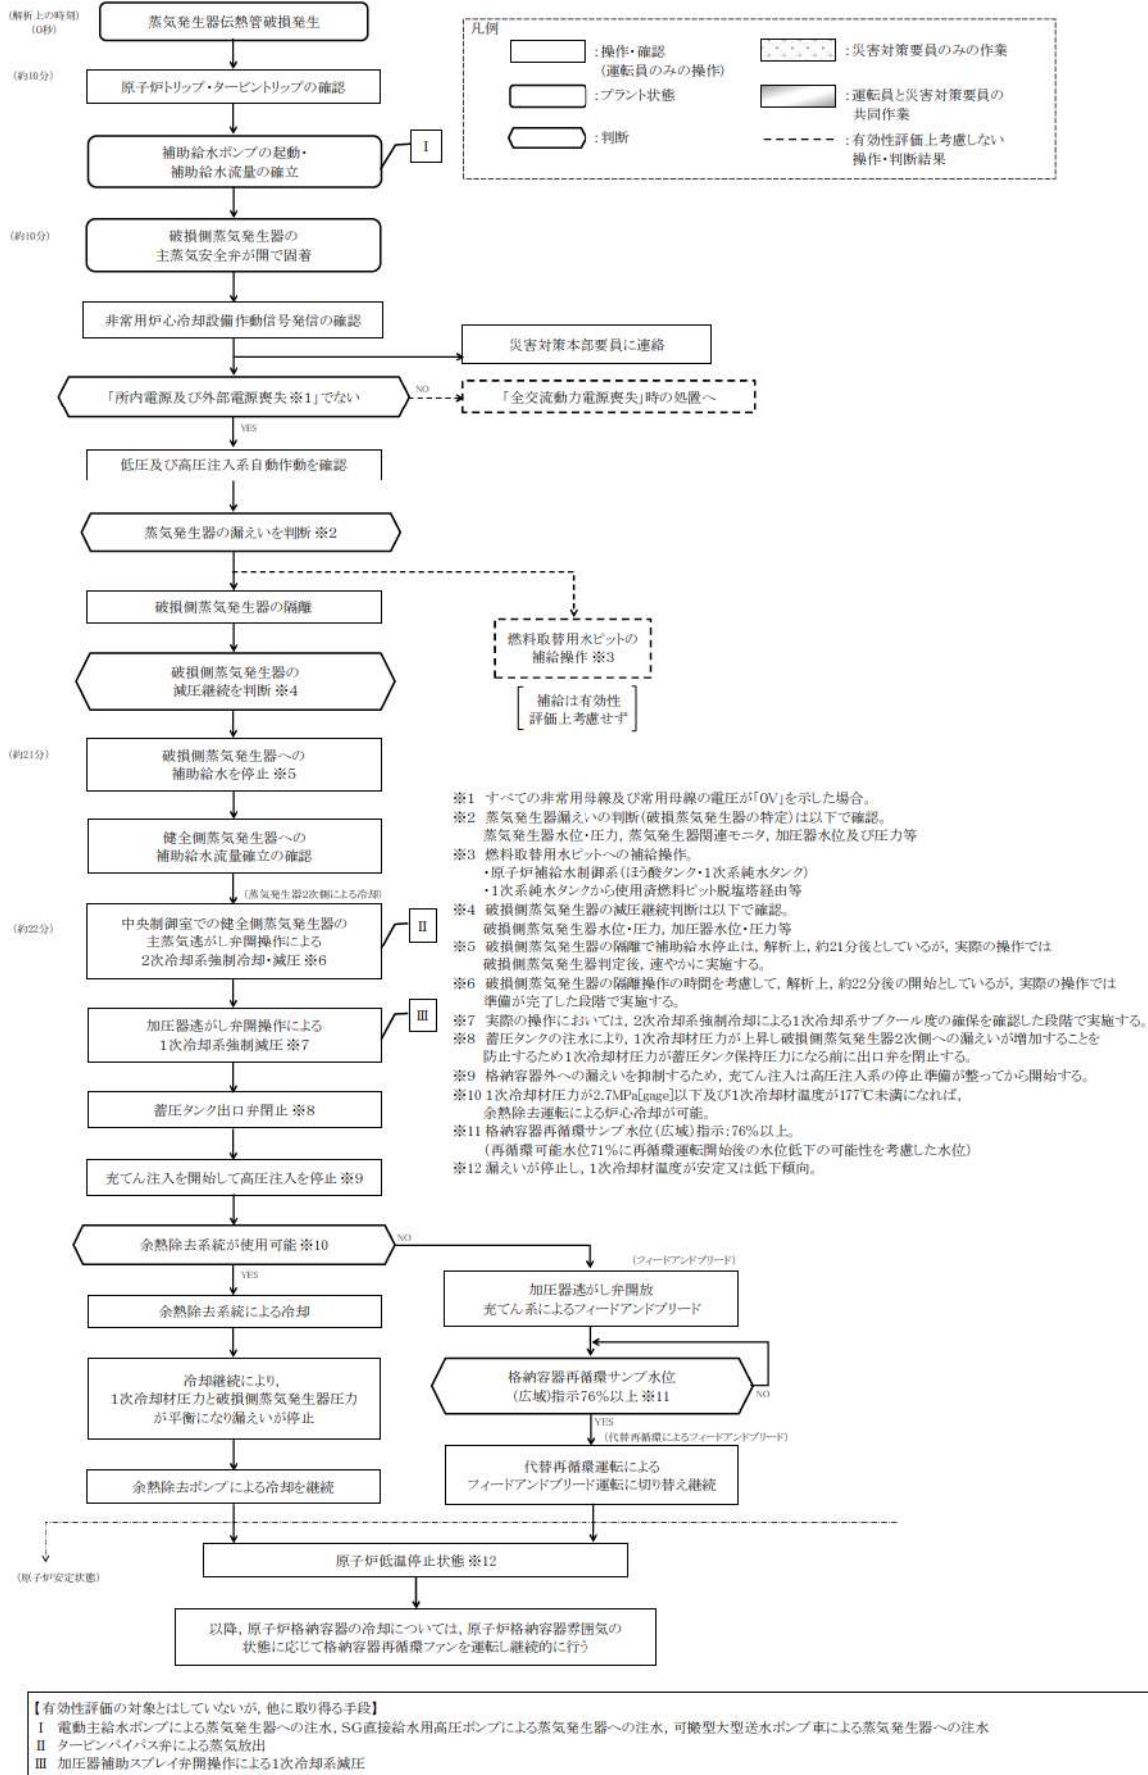 (解析上の時刻)
(0秒)
蒸気発生器伝熱管破損発生
(約10分)
原子炉トリップ・タービントリップの確認
補助給水ポンプの起動・
補助給水流量の確立
Ⅰ
(約10分)
破損側蒸気発生器の
主蒸気安全弁が開で固着
非常用炉心冷却設備作動信号発信の確認
災害対策本部要員に連絡
「所内電源及び外部電源喪失※1」でない
NO
「全交流動力電源喪失」時の処置へ
YES
低圧及び高圧注入系自動作動を確認
蒸気発生器の漏えいを判断※2
破損側蒸気発生器の隔離
燃料取替用水ピットの
補給操作※3
補給は有効性
評価上考慮せず
破損側蒸気発生器の
減圧継続を判断※4
(約21分)
破損側蒸気発生器への
補助給水を停止※5
健全側蒸気発生器への
補助給水流量確立の確認
(蒸気発生器2次側による冷却)
(約22分)
中央制御室での健全側蒸気発生器の
主蒸気逃がし弁開操作による
2次冷却系強制冷却・減圧※6
Ⅱ
加圧器逃がし弁開操作による
1次冷却系強制減圧※7
Ⅲ
蓄圧タンク出口弁閉止※8
充てん注入を開始して高圧注入を停止※9
余熱除去系統が使用可能※10
NO
YES
余熱除去系統による冷却
冷却継続により,
1次冷却材圧力と破損側蒸気発生器圧力
が平衡になり漏えいが停止
余熱除去ポンプによる冷却を継続
(フィードアンドブリード)
加圧器逃がし弁開放
充てん系によるフィードアンドブリード
格納容器再循環サンプ水位
(広域)指示76%以上※11
NO
YES
(代替再循環によるフィードアンドブリード)
代替再循環運転による
フィードアンドブリード運転に切り替え継続
(原子炉安定状態)
原子炉低温停止状態※12
以降, 原子炉格納容器の冷却については, 原子炉格納容器雰囲気の
状態に応じて格納容器再循環ファンを運転し継続的に行う
凡例
:操作・確認
(運転員のみの操作)
:プラント状態
:判断
:災害対策要員のみの作業
:運転員と災害対策要員の
共同作業
:有効性評価上考慮しない
操作・判断結果
※1 すべての非常用母線及び常用母線の電圧が「0V」を示した場合。
※2 蒸気発生器漏えいの判断(破損蒸気発生器の特定)は以下で確認。
蒸気発生器水位・圧力, 蒸気発生器関連モニタ, 加圧器水位及び圧力等
※3 燃料取替用水ピットへの補給操作。
・原子炉補給水制御系(ほう酸タンク・1次系純水タンク)
・1次系純水タンクから使用済燃料ピット脱塩塔経由等
※4 破損側蒸気発生器の減圧継続判断は以下で確認。
破損側蒸気発生器水位・圧力, 加圧器水位・圧力等
※5 破損側蒸気発生器の隔離で補助給水停止は, 解析上, 約21分後としているが, 実際の操作では
破損側蒸気発生器判定後, 速やかに実施する。
※6 破損側蒸気発生器の隔離操作の時間を考慮して, 解析上, 約22分後の開始としているが, 実際の操作では
準備が完了した段階で実施する。
※7 実際の操作においては, 2次冷却系強制冷却による1次冷却系サブクール度の確保を確認した段階で実施する。
※8 蓄圧タンクの注水により, 1次冷却材圧力が上昇し破損側蒸気発生器2次側への漏えいが増加することを
防止するため1次冷却材圧力が蓄圧タンク保持圧力になる前に出口弁を閉止する。
※9 格納容器外への漏えいを抑制するため, 充てん注入は高圧注入系の停止準備が整ってから開始する。
※10 1次冷却材圧力が2.7MPa[gage]以下及び1次冷却材温度が177℃未満になれば,
余熱除去運転による炉心冷却が可能。
※11 格納容器再循環サンプ水位(広域)指示:76%以上。
(再循環可能水位71%に再循環運転開始後の水位低下の可能性を考慮した水位)
※12 漏えいが停止し, 1次冷却材温度が安定又は低下傾向。
【有効性評価の対象とはしていないが, 他に取り得る手段】
Ⅰ 電動主給水ポンプによる蒸気発生器への注水, SG直接給水用高圧ポンプによる蒸気発生器への注水, 可搬型大型送水ポンプ車による蒸気発生器への注水
Ⅱ タービンバイパス弁による蒸気放出
Ⅲ 加圧器補助スプレイ弁開操作による1次冷却系減圧